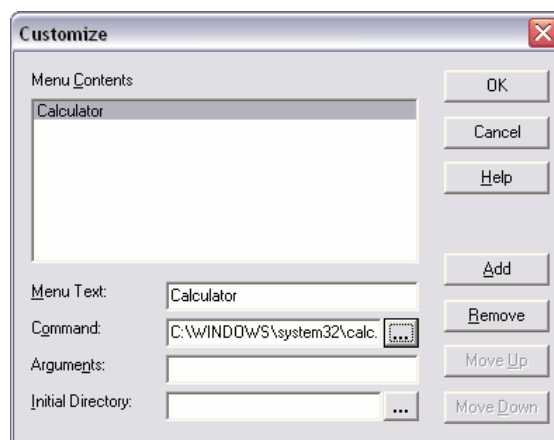 Customize
Menu Contents
Calculator
OK
Cancel
Help
Add
Remove
Move Up
Move Down
Menu Text: Calculator
Command: C:\WINDOWS\system32\calc. ...
Arguments:
Initial Directory: ...